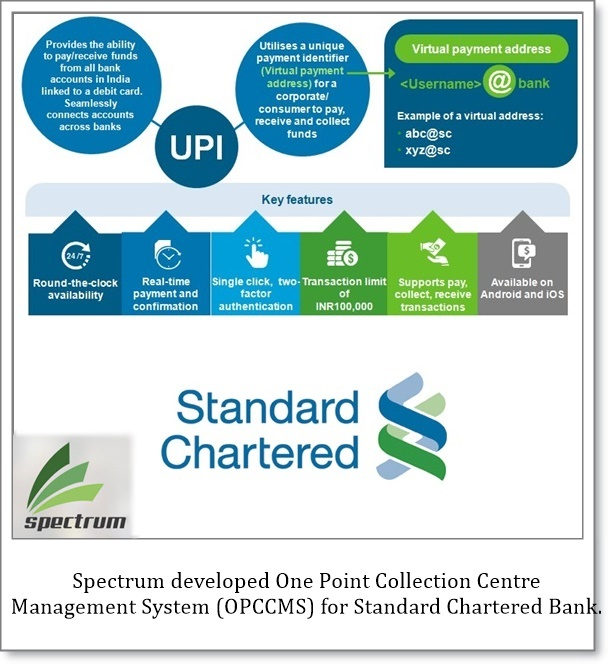 Provides the ability
to pay/receive funds
from all bank
accounts in India
linked to a debit card.
Seamlessly
connects accounts
across banks
UPI
Utilises a unique
payment identifier
(Virtual payment
address) for a
corporate/
consumer to pay,
receive and collect
funds
Virtual payment address
<Username> @ bank
Example of a virtual address:
• abc@sc
• xyz@sc
Key features
24/7
Round-the-clock
availability
Real-time
payment and
confirmation
Single click, two-
factor
authentication
Transaction limit
of
INR100,000
Supports pay,
collect, receive
transactions
Available on
Android and iOS
Standard
Chartered
spectrum
Spectrum developed One Point Collection Centre
Management System (OPCCMS) for Standard Chartered Bank.